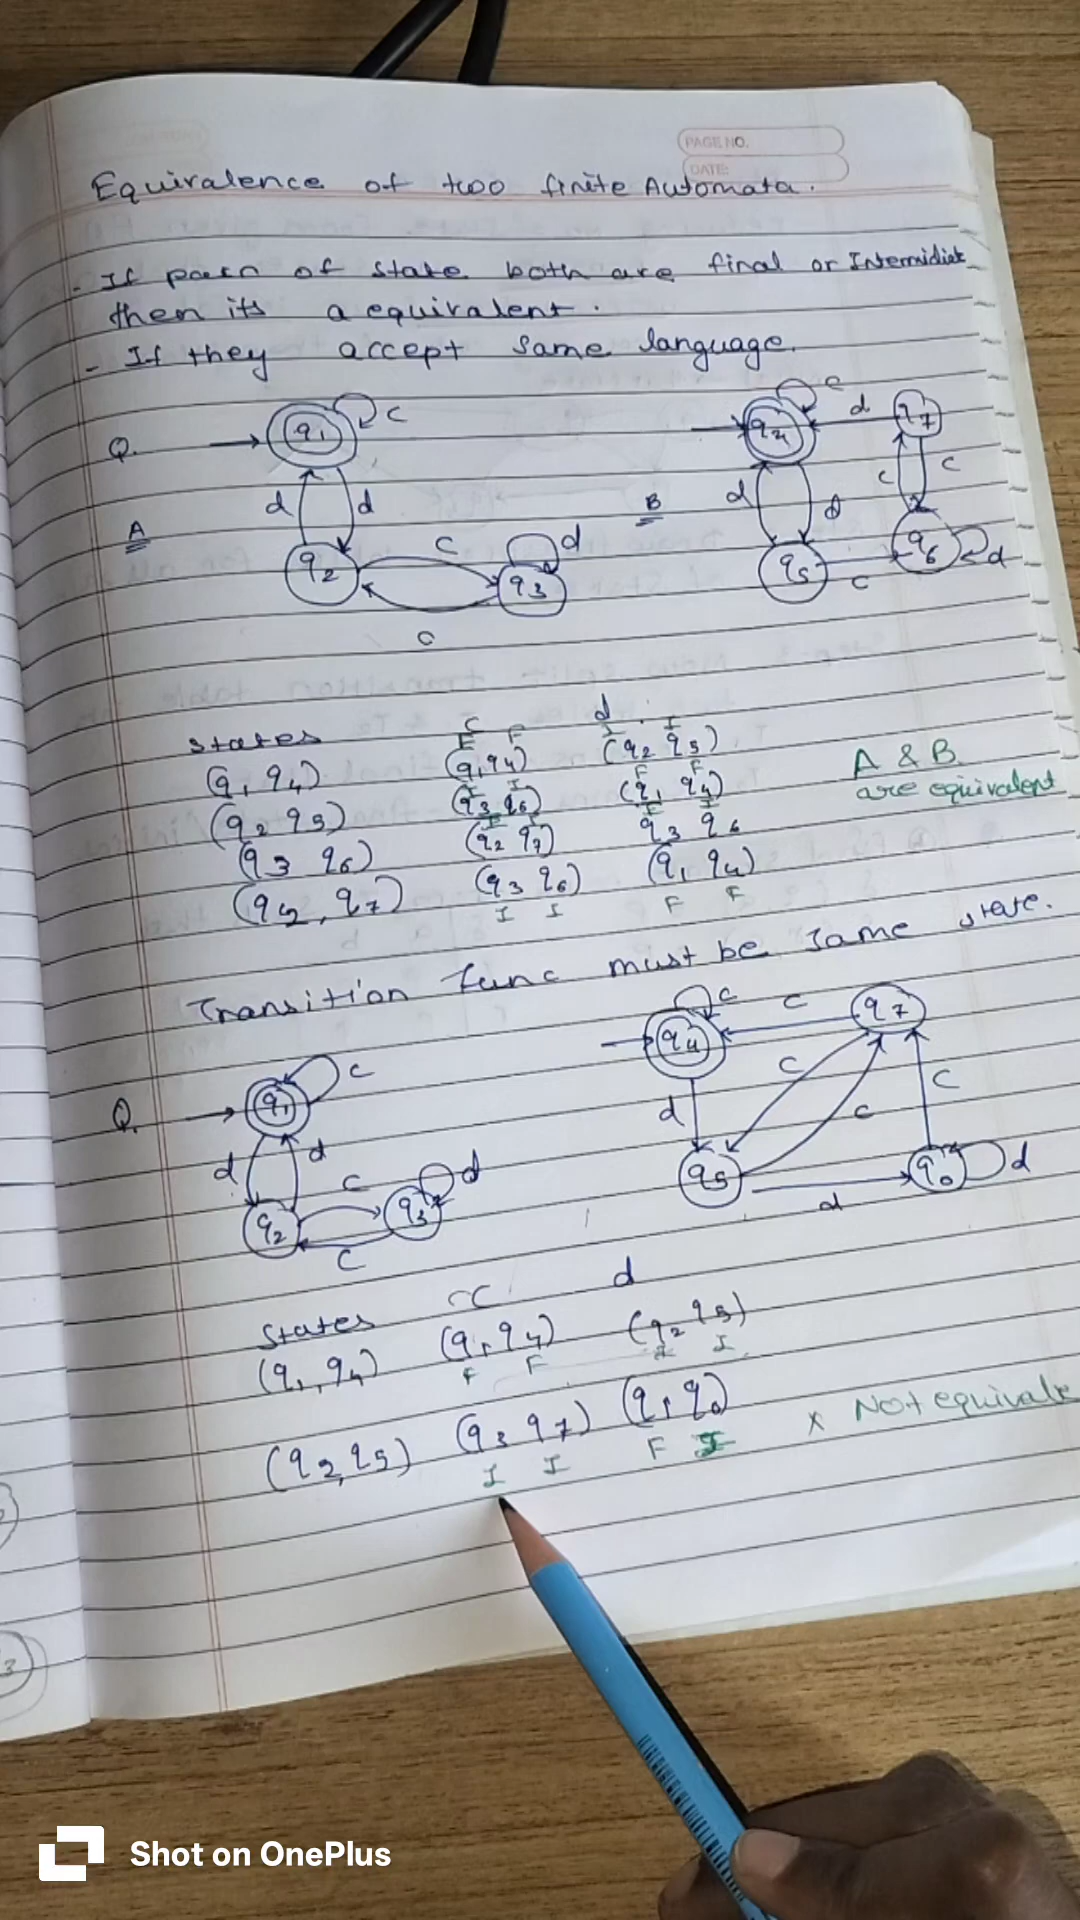 PAGE NO.
DATE:
Equivalence of two finite Automata.
- If pair of state both are final or Intermidiat
then its a equivalent.
- If they accept same language.
Q.
A
q1 c
d d
q2 c q3 d
c
B
q4 c d q7
d d c c
q5 c q6 d
states c d
F F I I
(q1 q4) (q1 q4) (q2 q5)
I I F F
(q2 q5) (q3 q6) (q1 q4)
I I I I
(q3 q6) (q2 q7) q3 q6
(q2, q7) (q3 q6) (q1 q4)
I I F F
A & B
are equivalent
Transition func must be same state.
Q.
q1 c
d d
q2 c q3 d
c
q4 c c q7
d c c c
q5 d q6 d
states c d
(q1, q4) (q1, q4) (q2 q5)
F F I I
(q2, q5) (q3 q7) (q1 q6)
I I F I
x Not equivale
3
Shot on OnePlus